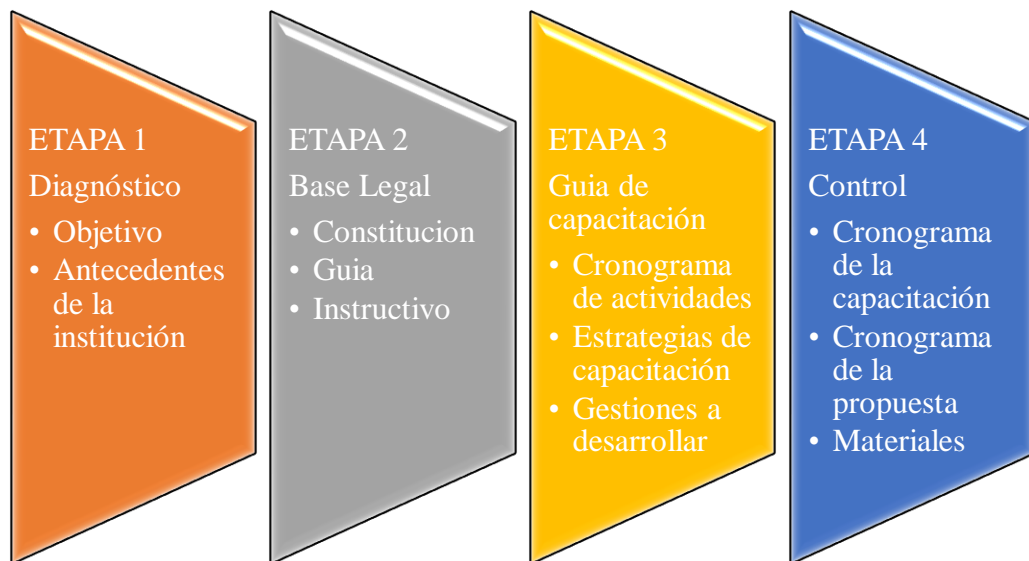 ETAPA 1
Diagnóstico
• Objetivo
• Antecedentes
de la
institución
ETAPA 2
Base Legal
• Constitucion
• Guia
• Instructivo
ETAPA 3
Guia de
capacitación
• Cronograma
de actividades
• Estrategias de
capacitación
• Gestiones a
desarrollar
ETAPA 4
Control
• Cronograma
de la
capacitación
• Cronograma
de la
propuesta
• Materiales